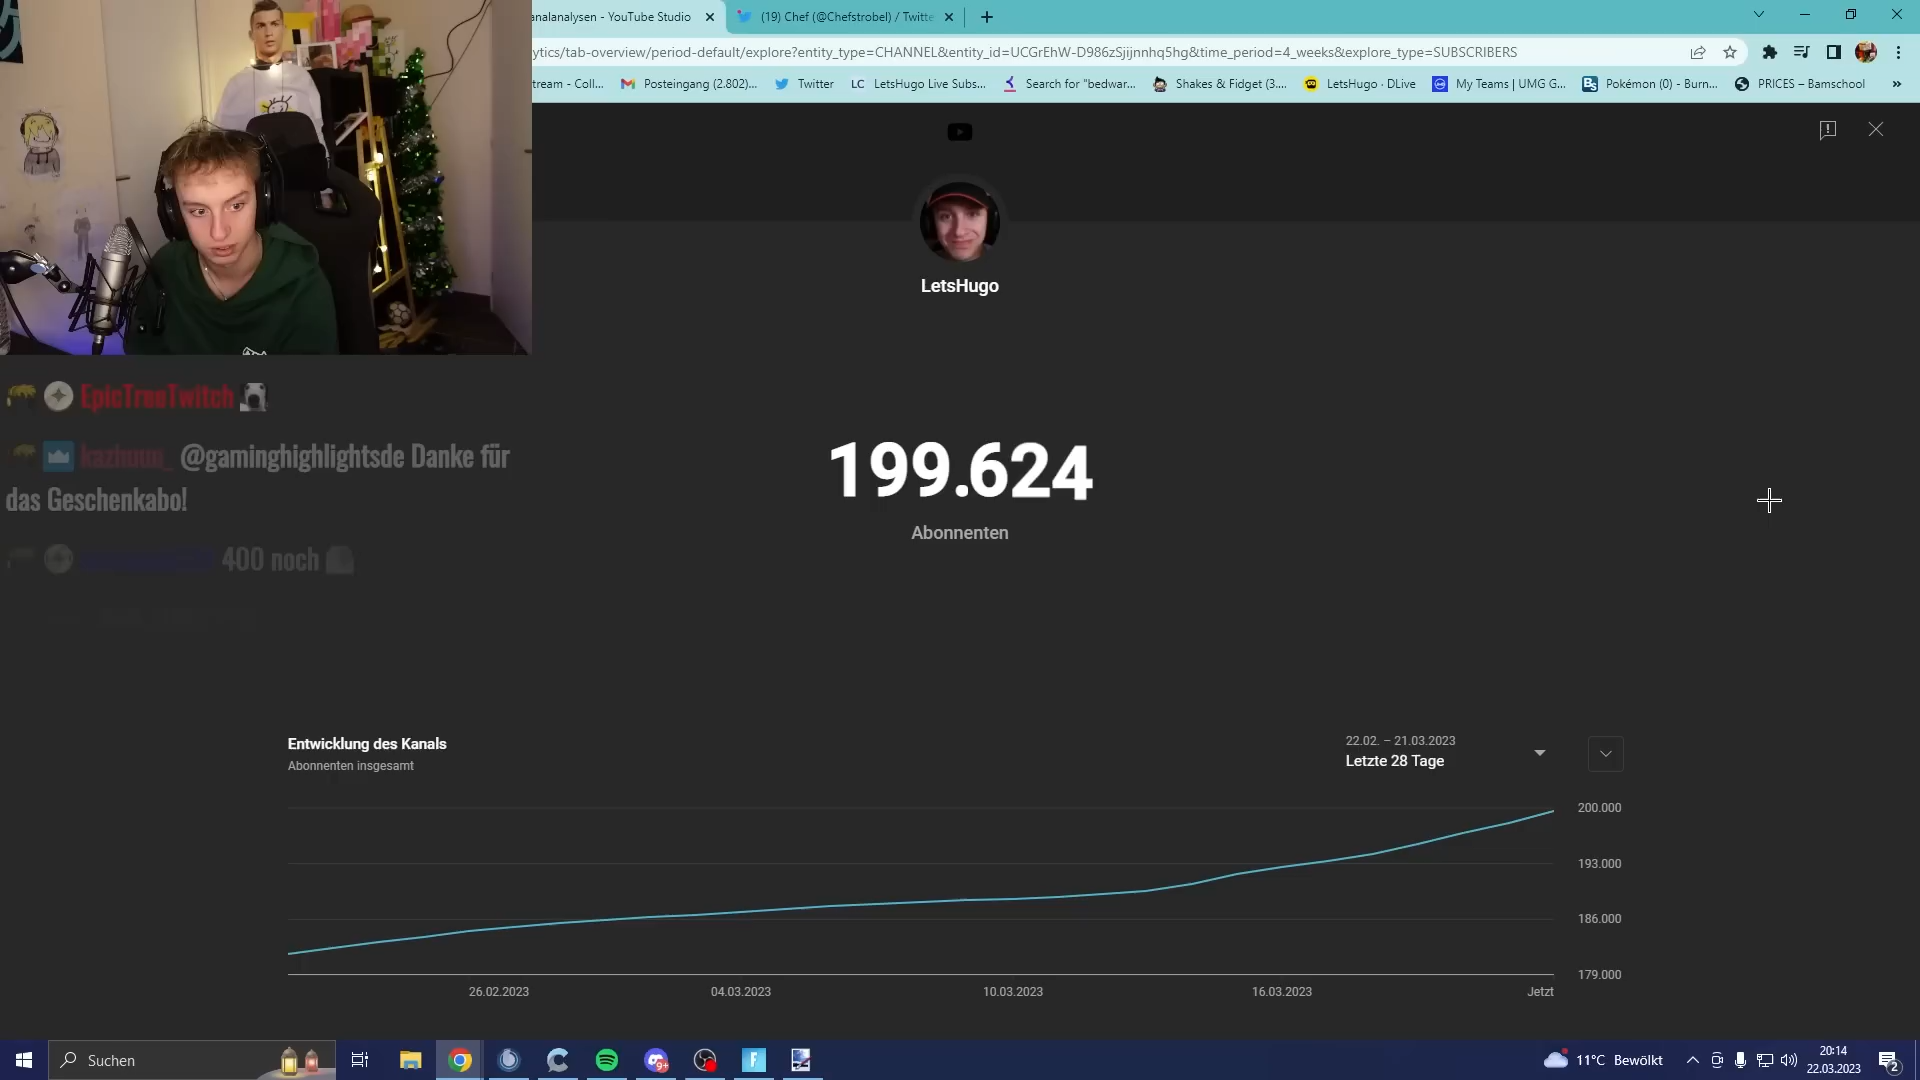 analanalysen - YouTube Studio
(19) Chef (@Chefstrobel) / Twitte
ytics/tab-overview/period-default/explore?entity_type=CHANNEL&entity_id=UCGrEhW-D986zSjijnnhq5hg&time_period=4_weeks&explore_type=SUBSCRIBERS
tream - Coll...
Posteingang (2.802)...
Twitter
LC LetsHugo Live Subs...
Search for "bedwar...
Shakes & Fidget (3....
LetsHugo · DLive
My Teams | UMG G...
Pokémon (0) - Burn...
PRICES – Bamschool
LetsHugo
EpicTreeTwitch
kazhuuu_ @gaminghighlightsde Danke für
das Geschenkabo!
400 noch
199.624
Abonnenten
Entwicklung des Kanals
Abonnenten insgesamt
22.02. – 21.03.2023
Letzte 28 Tage
200.000
193.000
186.000
179.000
26.02.2023
04.03.2023
10.03.2023
16.03.2023
Jetzt
Suchen
9+
11°C Bewölkt
20:14
22.03.2023
2